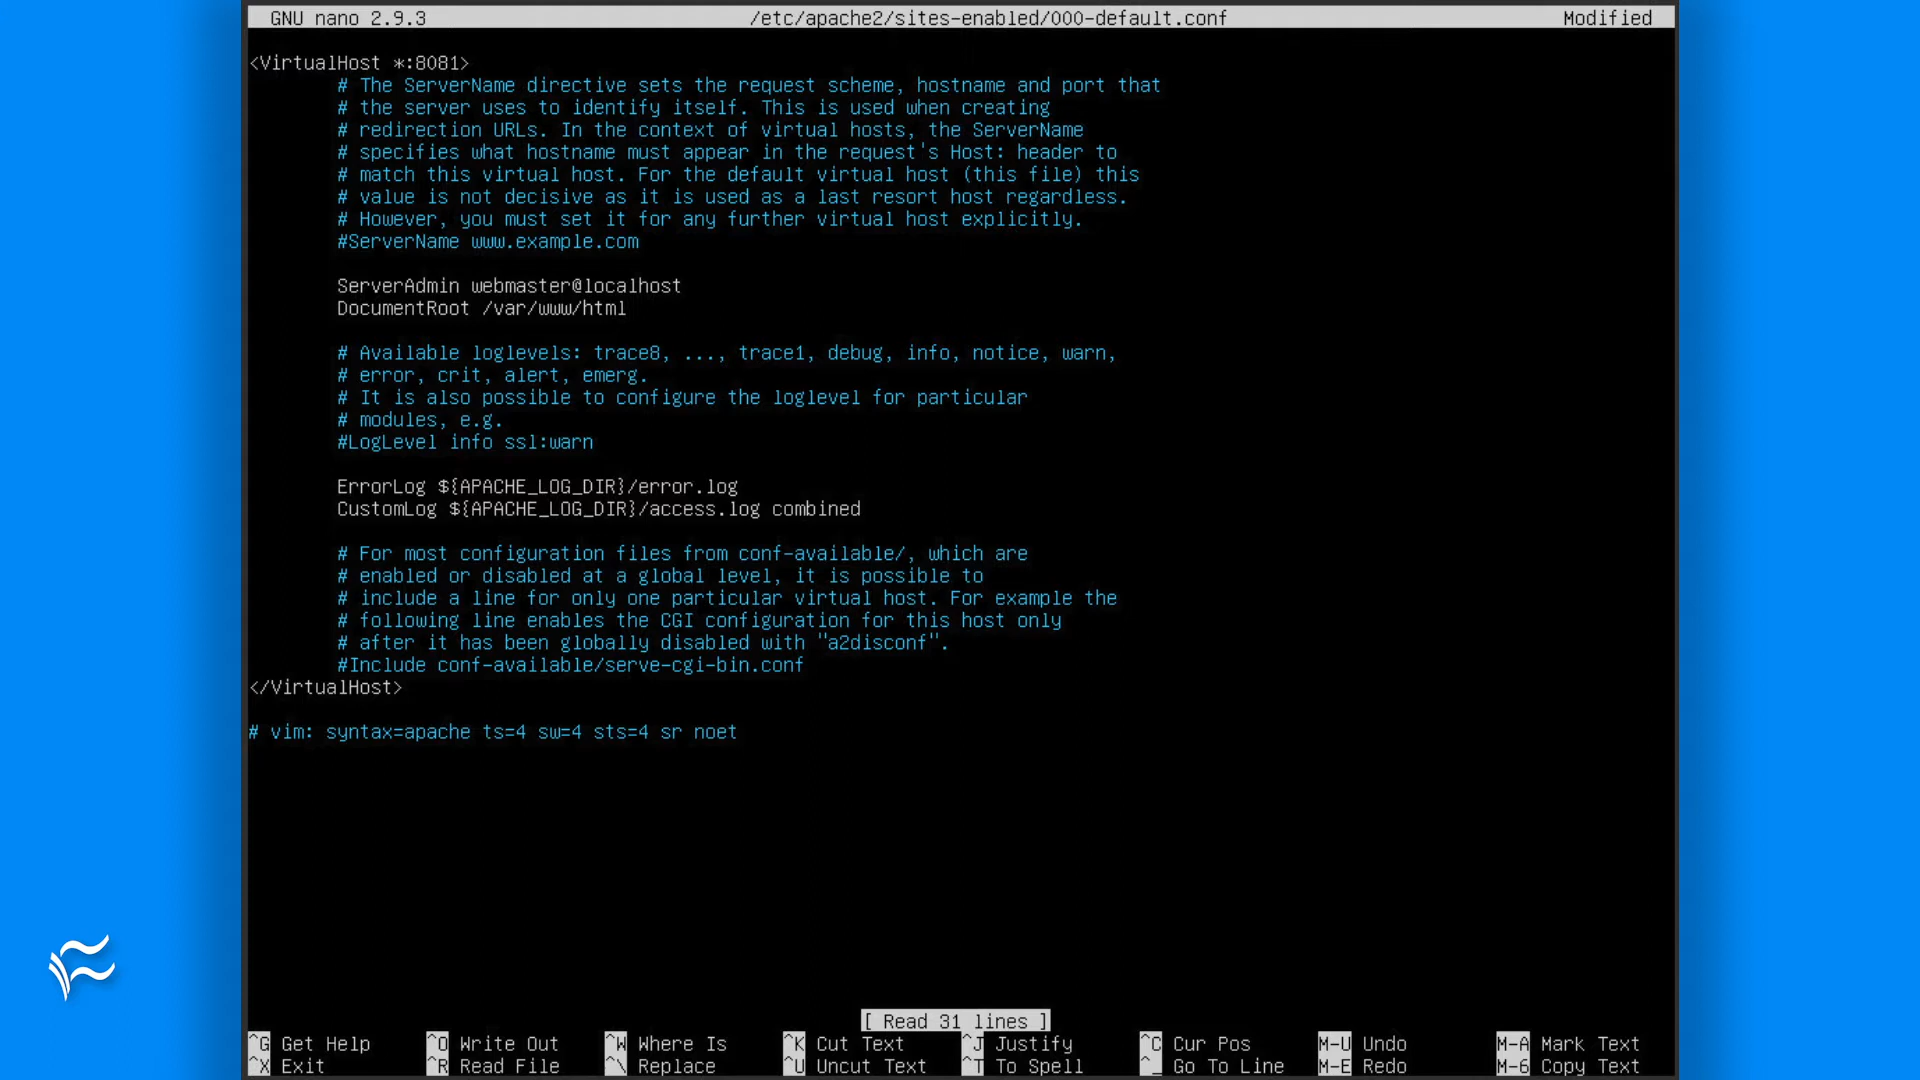 GNU nano 2.9.3 /etc/apache2/sites-enabled/000-default.conf Modified
<VirtualHost *:8081>
# The ServerName directive sets the request scheme, hostname and port that
# the server uses to identify itself. This is used when creating
# redirection URLs. In the context of virtual hosts, the ServerName
# specifies what hostname must appear in the request's Host: header to
# match this virtual host. For the default virtual host (this file) this
# value is not decisive as it is used as a last resort host regardless.
# However, you must set it for any further virtual host explicitly.
#ServerName www.example.com
ServerAdmin webmaster@localhost
DocumentRoot /var/www/html
# Available loglevels: trace8, ..., trace1, debug, info, notice, warn,
# error, crit, alert, emerg.
# It is also possible to configure the loglevel for particular
# modules, e.g.
#LogLevel info ssl:warn
ErrorLog ${APACHE_LOG_DIR}/error.log
CustomLog ${APACHE_LOG_DIR}/access.log combined
# For most configuration files from conf-available/, which are
# enabled or disabled at a global level, it is possible to
# include a line for only one particular virtual host. For example the
# following line enables the CGI configuration for this host only
# after it has been globally disabled with "a2disconf".
#Include conf-available/serve-cgi-bin.conf
</VirtualHost>
# vim: syntax=apache ts=4 sw=4 sts=4 sr noet
[ Read 31 lines ]
^G Get Help ^O Write Out ^W Where Is ^K Cut Text ^J Justify ^C Cur Pos M-U Undo M-A Mark Text
^X Exit ^R Read File ^\ Replace ^U Uncut Text ^T To Spell ^_ Go To Line M-E Redo M-6 Copy Text